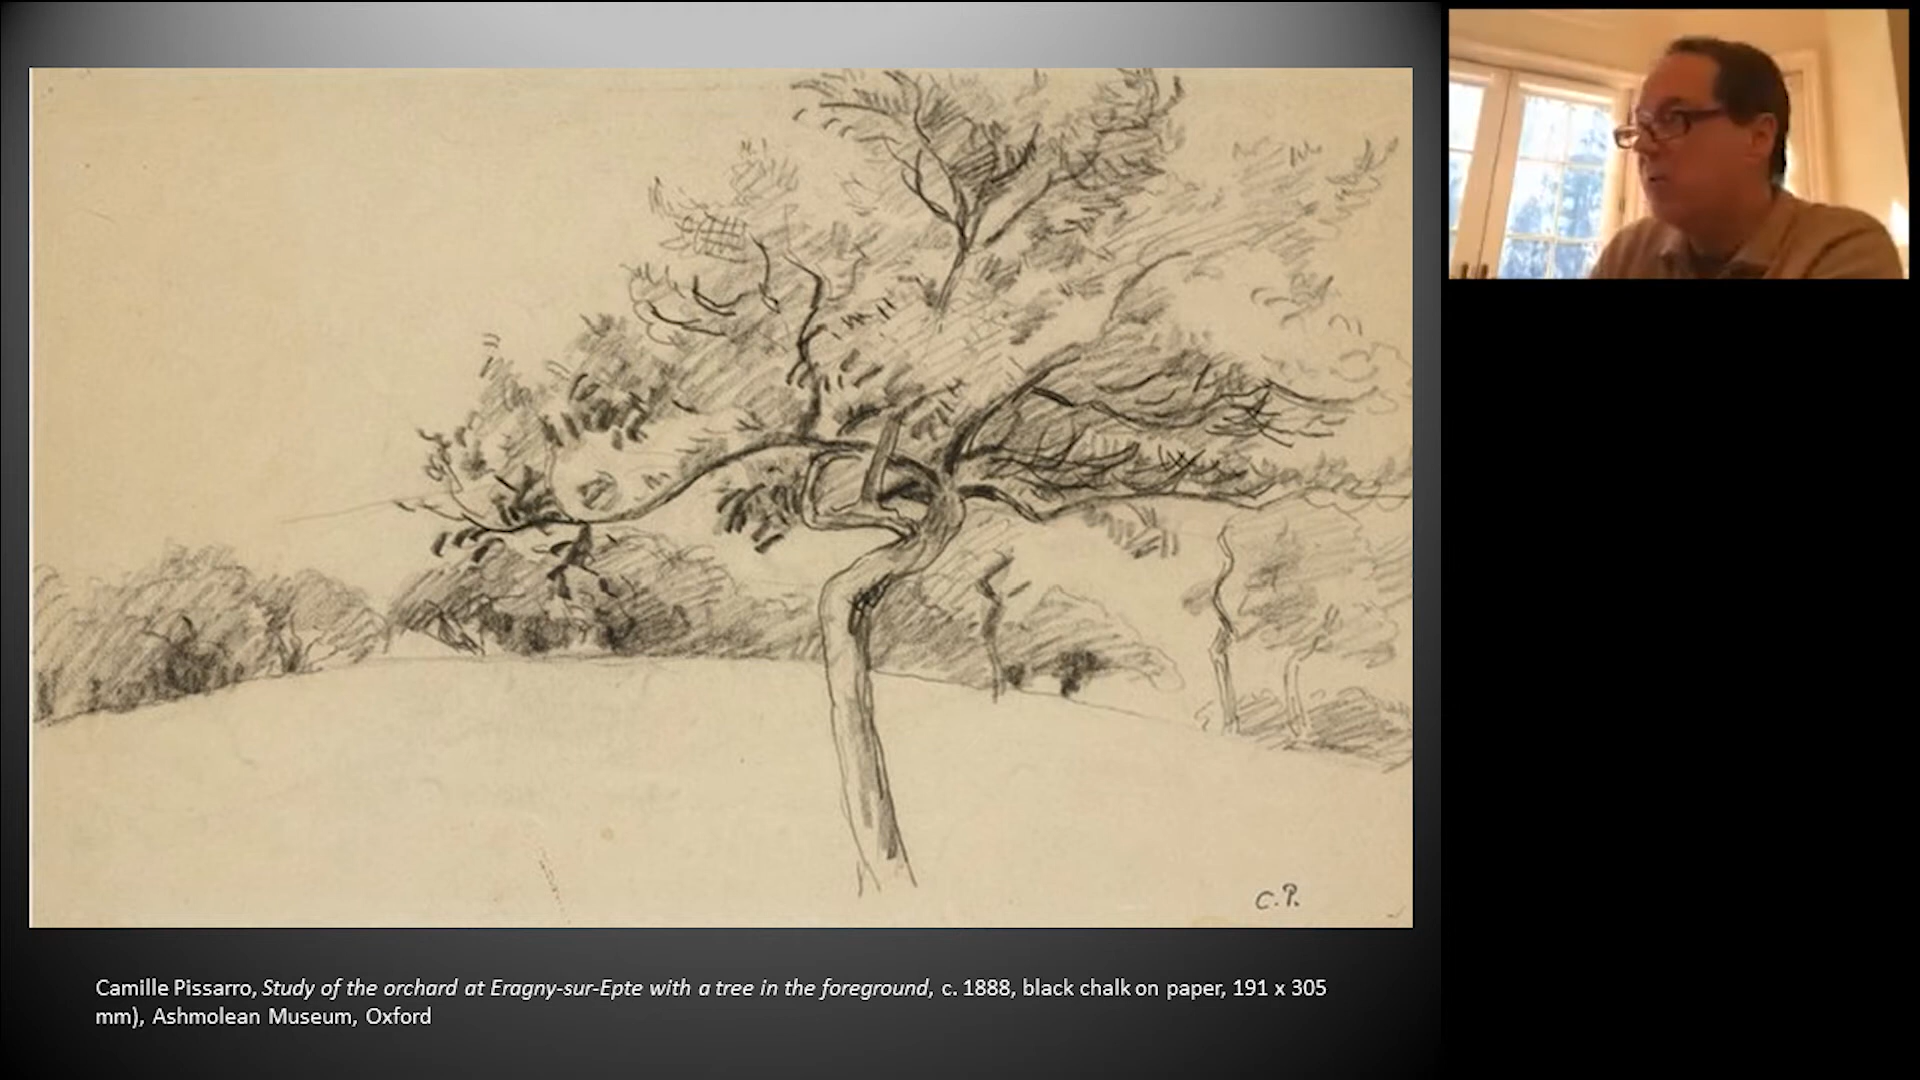 C.P.
Camille Pissarro, Study of the orchard at Eragny-sur-Epte with a tree in the foreground, c. 1888, black chalk on paper, 191 x 305
mm), Ashmolean Museum, Oxford